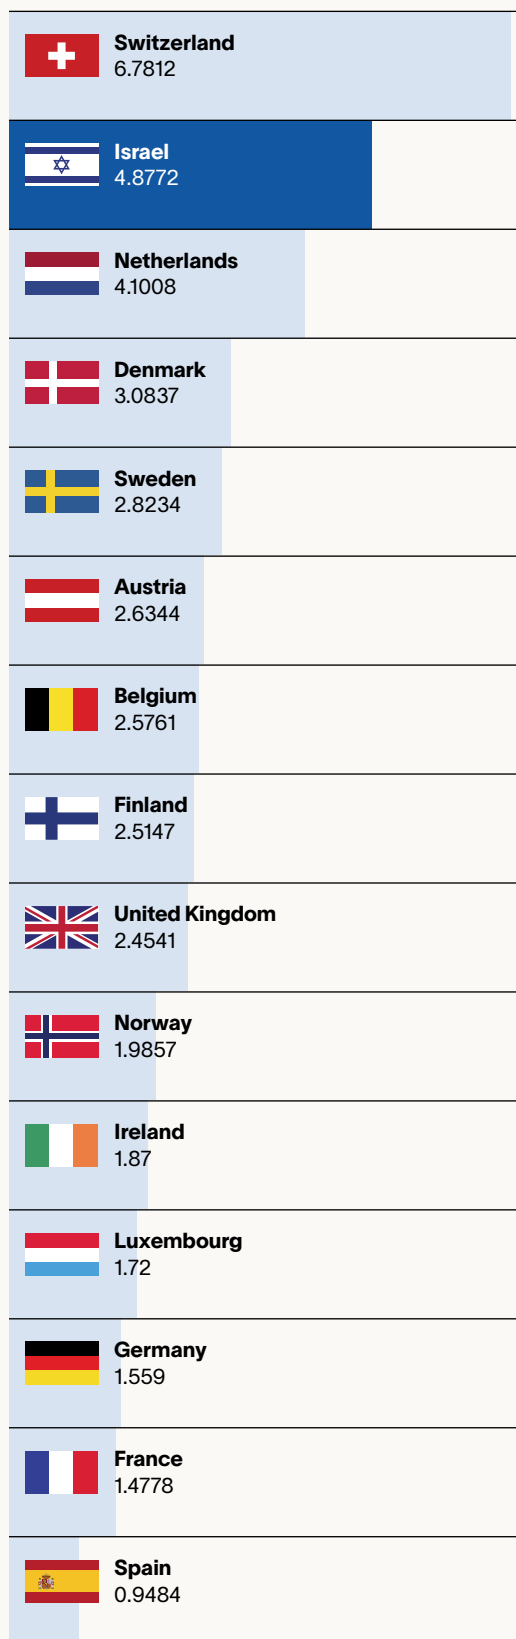 Switzerland
6.7812
Israel
4.8772
Netherlands
4.1008
Denmark
3.0837
Sweden
2.8234
Austria
2.6344
Belgium
2.5761
Finland
2.5147
United Kingdom
2.4541
Norway
1.9857
Ireland
1.87
Luxembourg
1.72
Germany
1.559
France
1.4778
Spain
0.9484